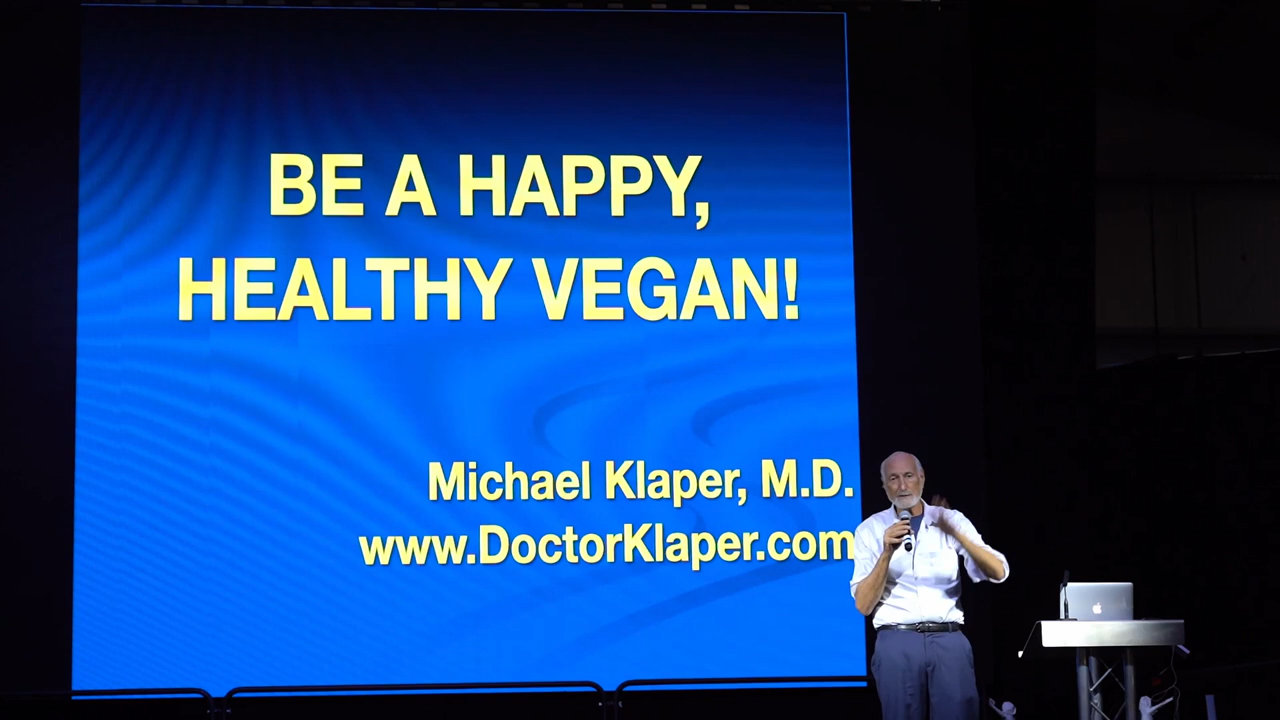 BE A HAPPY,
HEALTHY VEGAN!
Michael Klaper, M.D.
www.DoctorKlaper.com